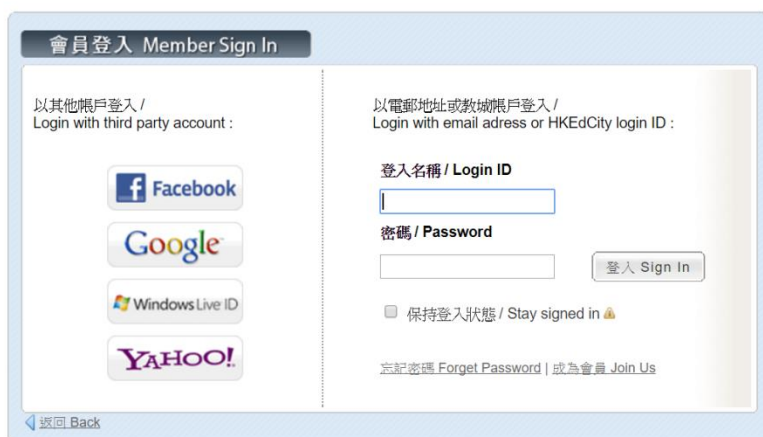 會員登入 Member Sign In
以其他帳戶登入 /
Login with third party account :
Facebook
Google
Windows Live ID
YAHOO!
以電郵地址或教城帳戶登入 /
Login with email adress or HKEdCity login ID :
登入名稱 / Login ID
密碼 / Password
登入 Sign In
保持登入狀態 / Stay signed in
忘記密碼 Forget Password | 成為會員 Join Us
返回 Back